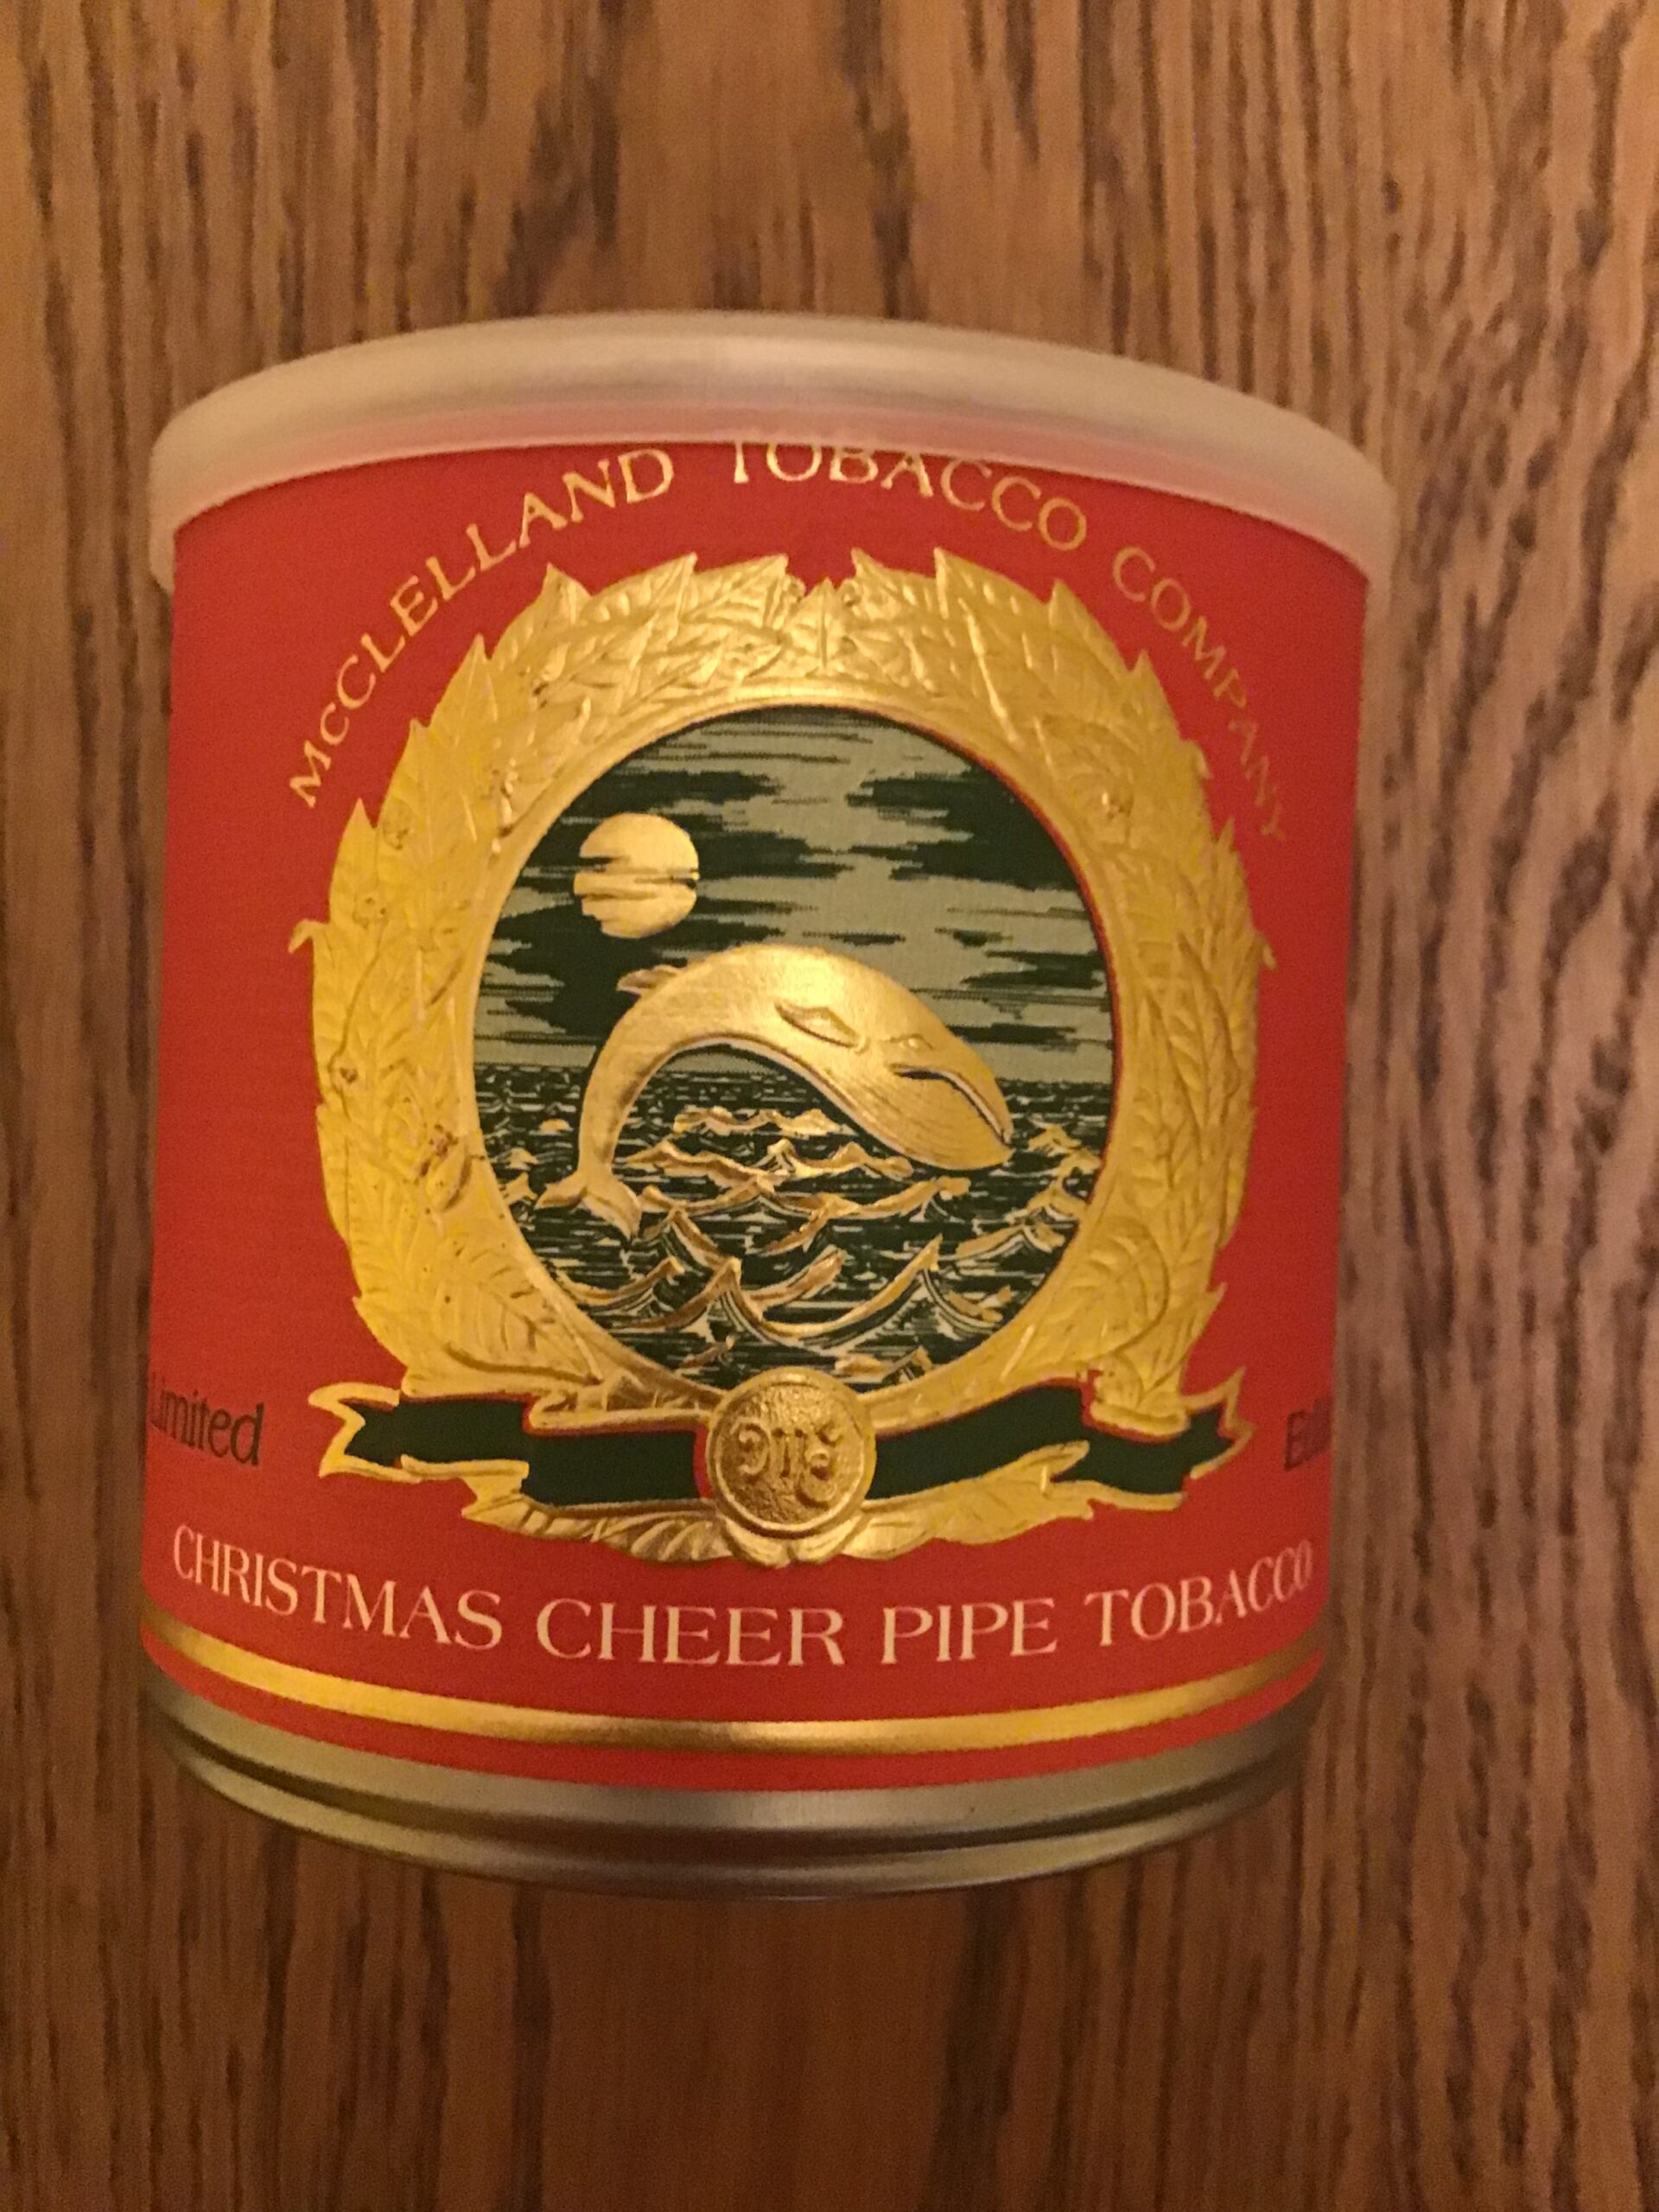 McCLELLAND TOBACCO COMPANY
Limited
CHRISTMAS CHEER PIPE TOBACCO